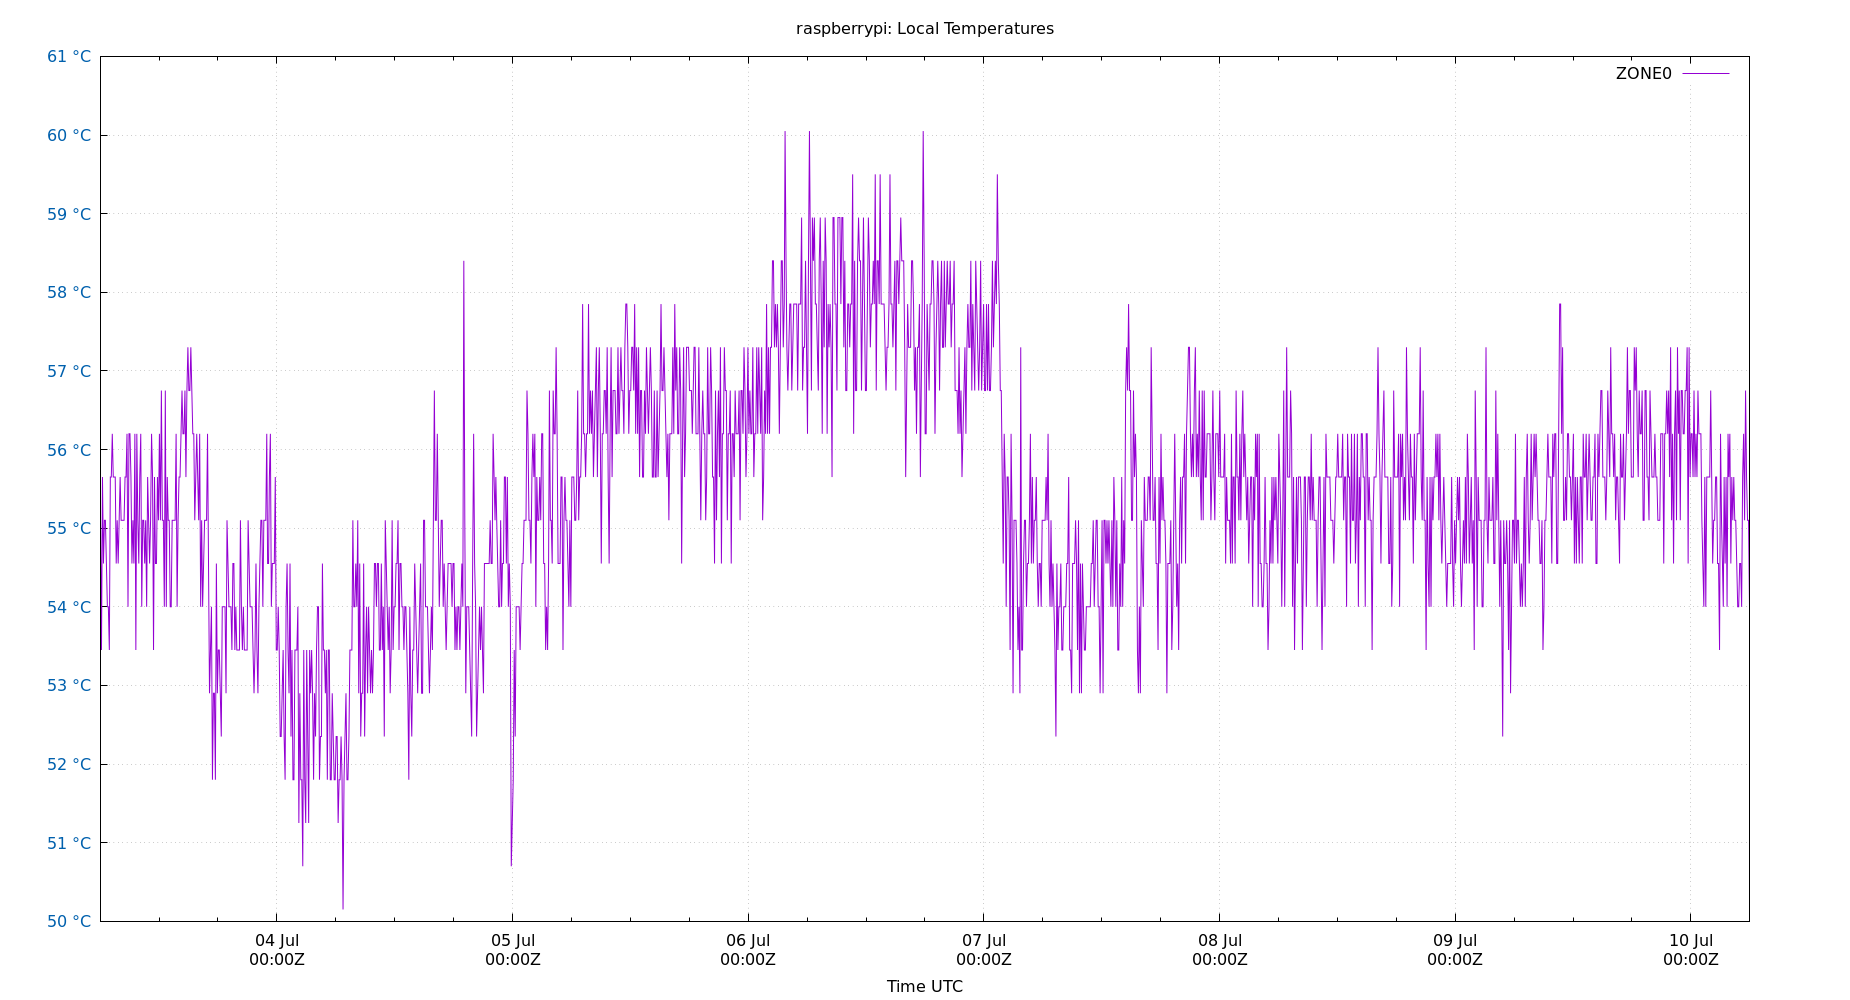 raspberrypi: Local Temperatures
61 °C
ZONE0
60 °C
59 °C
58 °C
57 °C
56 °C
55 °C
54 °C
53 °C
52 °C
51 °C
50 °C
04 Jul 05 Jul 06 Jul 07 Jul 08 Jul 09 Jul 10 Jul
00:00Z 00:00Z 00:00Z 00:00Z 00:00Z 00:00Z 00:00Z
Time UTC